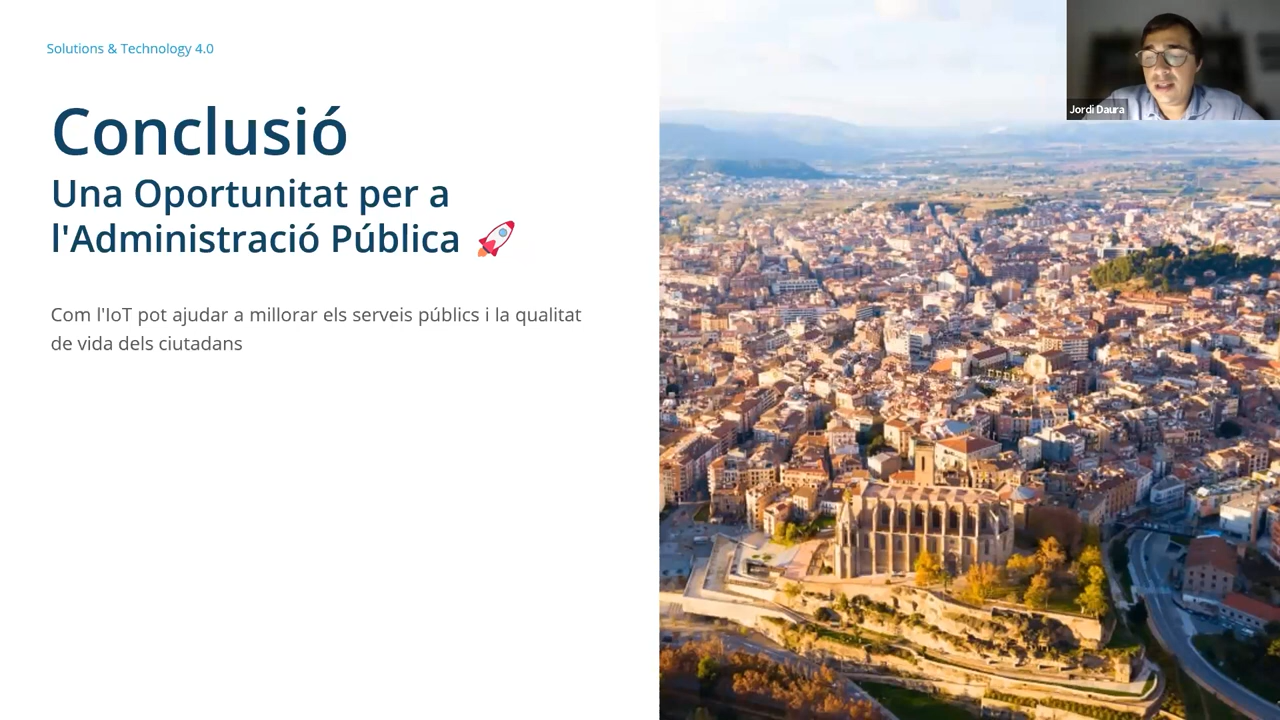 Solutions & Technology 4.0
Conclusió
Una Oportunitat per a
l'Administració Pública 🚀
Com l'IoT pot ajudar a millorar els serveis públics i la qualitat
de vida dels ciutadans
Jordi Daura